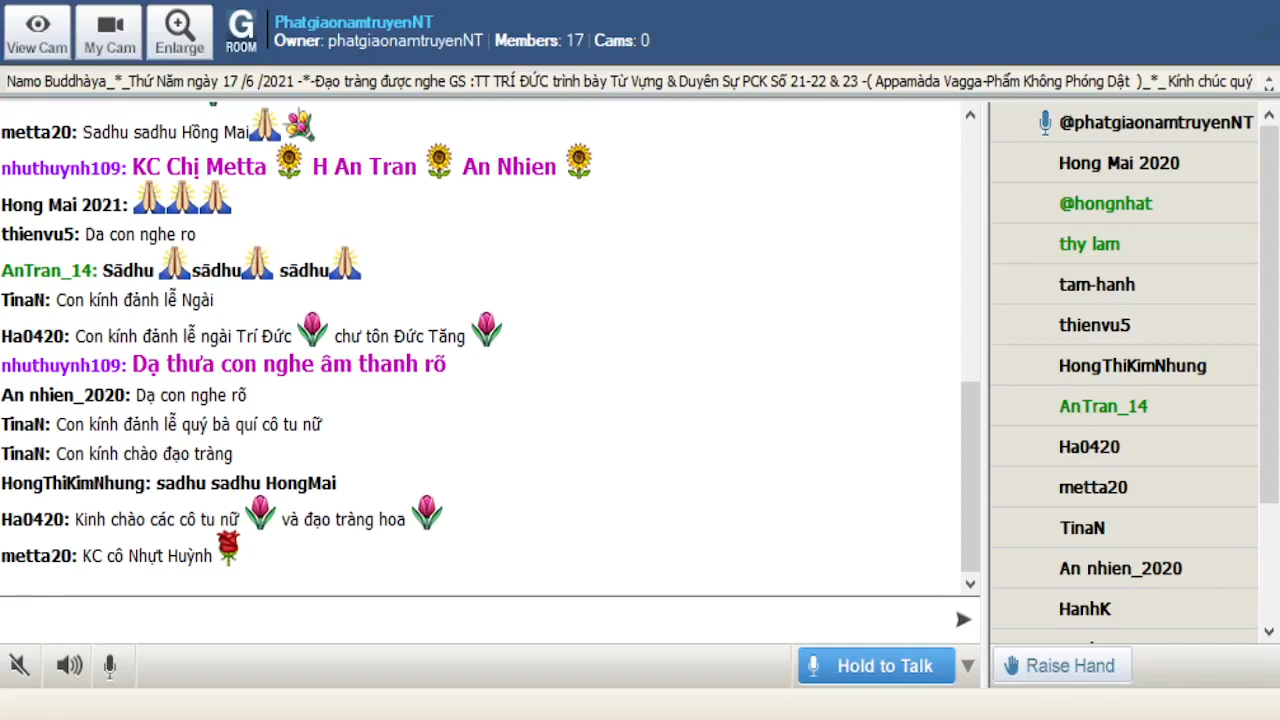 View Cam
My Cam
Enlarge
G
ROOM
PhatgiaonamtruyenNT
Owner: phatgiaonamtruyenNT | Members: 17 | Cams: 0
Namo Buddhàya_*_Thứ Năm ngày 17 /6 /2021 -*-Đạo tràng được nghe GS :TT TRÍ ĐỨC trình bày Từ Vựng & Duyên Sự PCK Số 21-22 & 23 -( Appamàda Vagga-Phẩm Không Phóng Dật )_*_ Kính chúc quý
metta20: Sadhu sadhu Hồng Mai
nhuthuynh109: KC Chị Metta H An Tran An Nhien
Hong Mai 2021:
thienvu5: Da con nghe ro
AnTran_14: Sādhu sādhu sādhu
TinaN: Con kính đảnh lễ Ngài
Ha0420: Con kính đảnh lễ ngài Trí Đức chư tôn Đức Tăng
nhuthuynh109: Dạ thưa con nghe âm thanh rõ
An nhien_2020: Dạ con nghe rõ
TinaN: Con kính đảnh lễ quý bà quí cô tu nữ
TinaN: Con kính chào đạo tràng
HongThiKimNhung: sadhu sadhu HongMai
Ha0420: Kinh chào các cô tu nữ và đạo tràng hoa
metta20: KC cô Nhựt Huỳnh
Hold to Talk
@phatgiaonamtruyenNT
Hong Mai 2020
@hongnhat
thy lam
tam-hanh
thienvu5
HongThiKimNhung
AnTran_14
Ha0420
metta20
TinaN
An nhien_2020
HanhK
Raise Hand